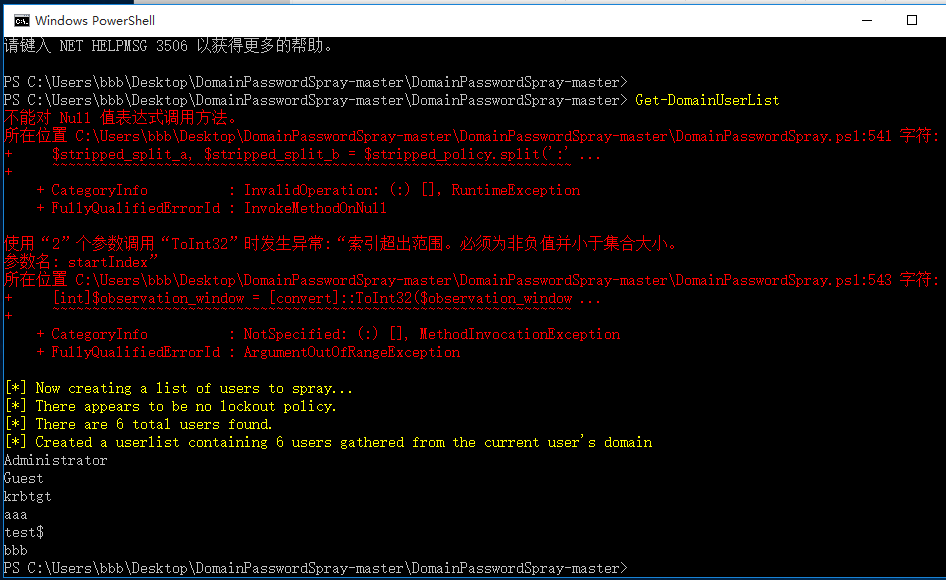 Windows PowerShell
请键入 NET HELPMSG 3506 以获得更多的帮助。
PS C:\Users\bbb\Desktop\DomainPasswordSpray-master\DomainPasswordSpray-master>
PS C:\Users\bbb\Desktop\DomainPasswordSpray-master\DomainPasswordSpray-master> Get-DomainUserList
不能对 Null 值表达式调用方法。
所在位置 C:\Users\bbb\Desktop\DomainPasswordSpray-master\DomainPasswordSpray-master\DomainPasswordSpray.ps1:541 字符:
+     $stripped_split_a, $stripped_split_b = $stripped_policy.split(':' ...
+     ~~~~~~~~~~~~~~~~~~~~~~~~~~~~~~~~~~~~~~~~~~~~~~~~~~~~~~~~~~~~~~~~~
    + CategoryInfo          : InvalidOperation: (:) [], RuntimeException
    + FullyQualifiedErrorId : InvokeMethodOnNull
使用“2”个参数调用“ToInt32”时发生异常:“索引超出范围。必须为非负值并小于集合大小。
参数名: startIndex”
所在位置 C:\Users\bbb\Desktop\DomainPasswordSpray-master\DomainPasswordSpray-master\DomainPasswordSpray.ps1:543 字符:
+     [int]$observation_window = [convert]::ToInt32($observation_window ...
+     ~~~~~~~~~~~~~~~~~~~~~~~~~~~~~~~~~~~~~~~~~~~~~~~~~~~~~~~~~~~~~~~~~
    + CategoryInfo          : NotSpecified: (:) [], MethodInvocationException
    + FullyQualifiedErrorId : ArgumentOutOfRangeException
[*] Now creating a list of users to spray...
[*] There appears to be no lockout policy.
[*] There are 6 total users found.
[*] Created a userlist containing 6 users gathered from the current user's domain
Administrator
Guest
krbtgt
aaa
test$
bbb
PS C:\Users\bbb\Desktop\DomainPasswordSpray-master\DomainPasswordSpray-master>